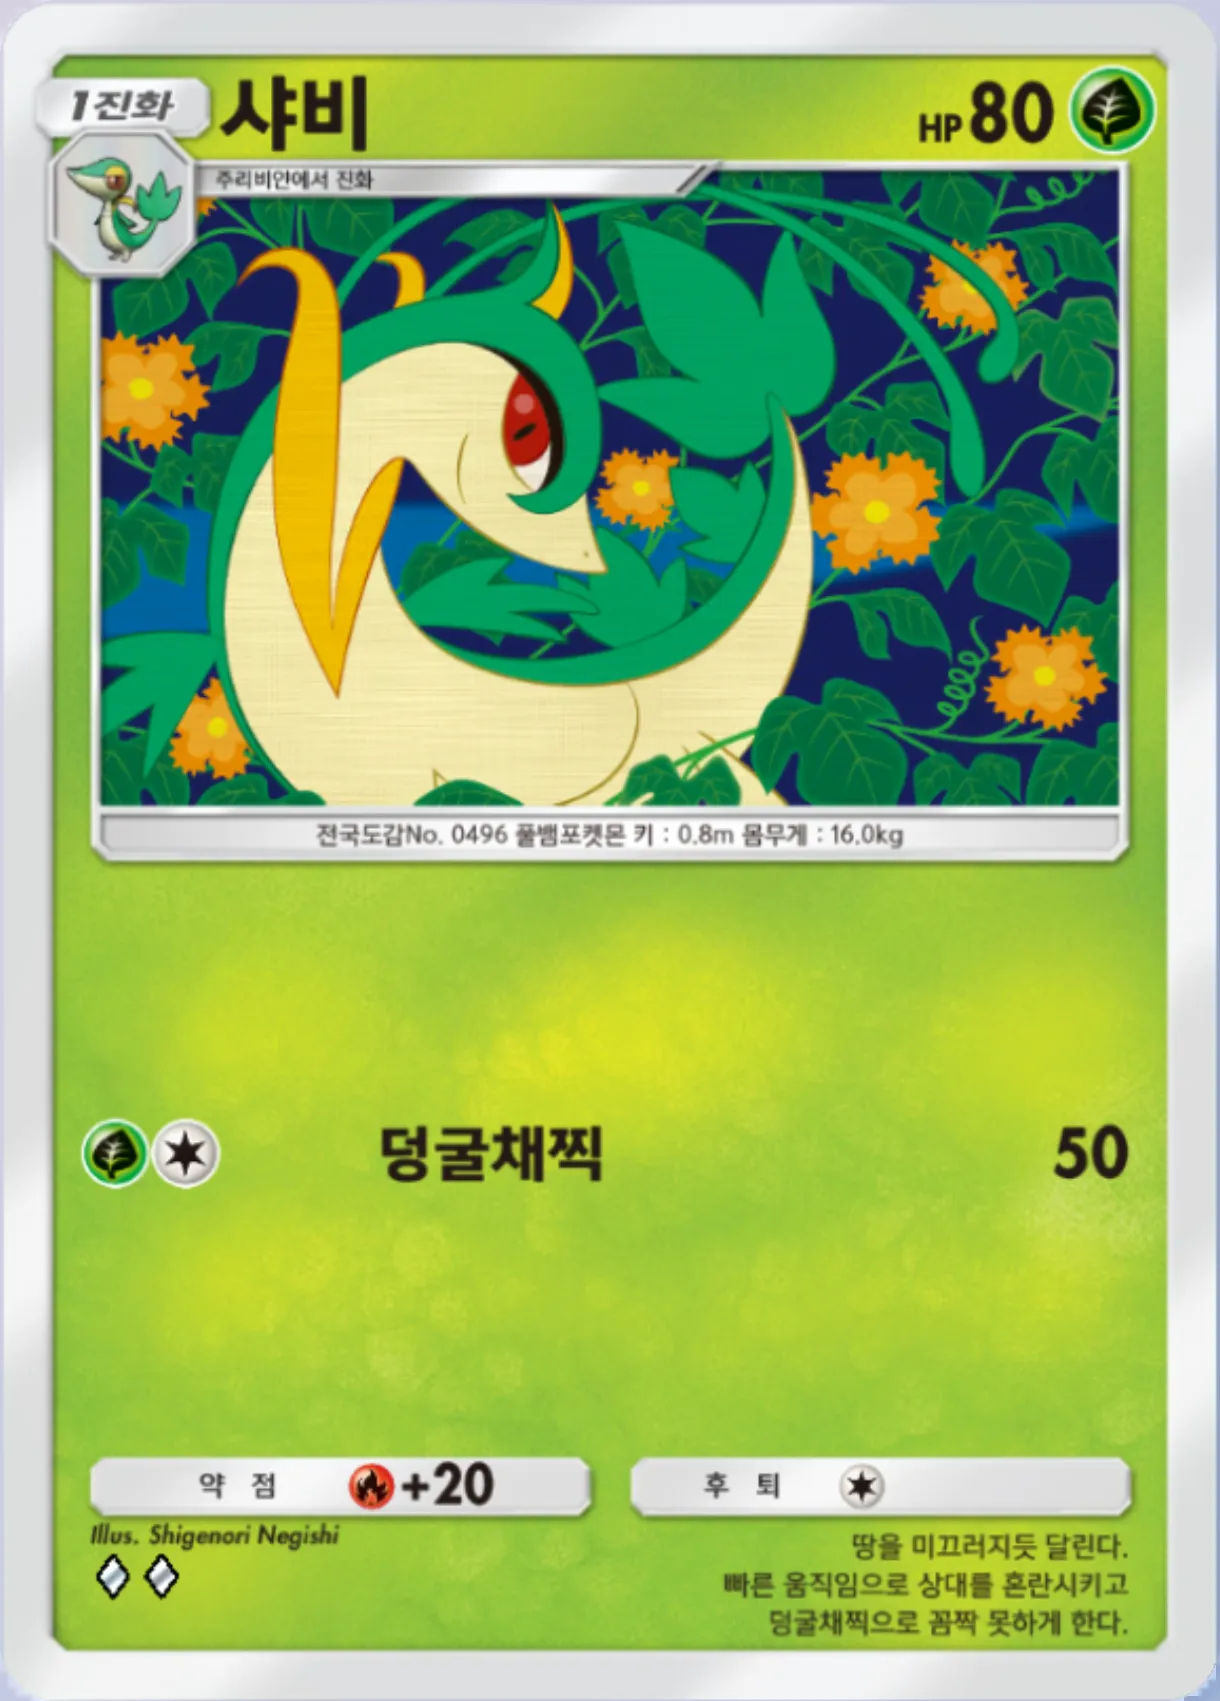 1진화
샤비
HP 80
주리비얀에서 진화
전국도감No. 0496 풀뱀포켓몬 키 : 0.8m 몸무게 : 16.0kg
덩굴채찍 50
약점 +20
후퇴
Illus. Shigenori Negishi
땅을 미끄러지듯 달린다.
빠른 움직임으로 상대를 혼란시키고
덩굴채찍으로 꼼짝 못하게 한다.